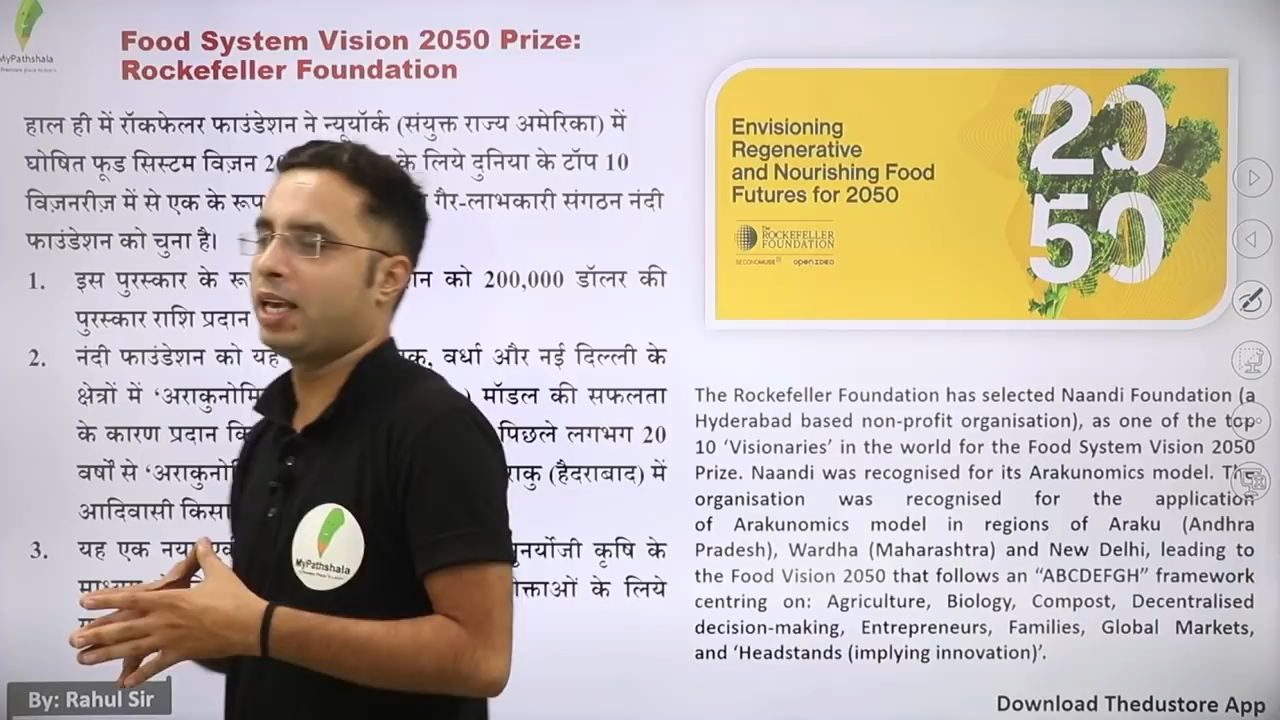 MyPathshala
Food System Vision 2050 Prize:
Rockefeller Foundation
हाल ही में रॉकफेलर फाउंडेशन ने न्यूयॉर्क (संयुक्त राज्य अमेरिका) में
घोषित फूड सिस्टम विज़न के लिये दुनिया के टॉप 10
विज़नरीज़ में से एक के रूप गैर-लाभकारी संगठन नंदी
फाउंडेशन को चुना है।
1. इस पुरस्कार के को 200,000 डॉलर की
पुरस्कार राशि प्रदान
2. नंदी फाउंडेशन को यह वर्धा और नई दिल्ली के
क्षेत्रों में मॉडल की सफलता
के कारण प्रदान पिछले लगभग 20
वर्षों से (हैदराबाद) में
आदिवासी
3. यह एक कृषि के
के लिये
Envisioning
Regenerative
and Nourishing Food
Futures for 2050
The
ROCKEFELLER
FOUNDATION
SECONDMUSE
OPENIDEO
20
50
The Rockefeller Foundation has selected Naandi Foundation (a
Hyderabad based non-profit organisation), as one of the top
10 ‘Visionaries’ in the world for the Food System Vision 2050
Prize. Naandi was recognised for its Arakunomics model. The
organisation was recognised for the application
of Arakunomics model in regions of Araku (Andhra
Pradesh), Wardha (Maharashtra) and New Delhi, leading to
the Food Vision 2050 that follows an “ABCDEFGH” framework
centring on: Agriculture, Biology, Compost, Decentralised
decision-making, Entrepreneurs, Families, Global Markets,
and ‘Headstands (implying innovation)’.
MyPathshala
By: Rahul Sir
Download Thedustore App